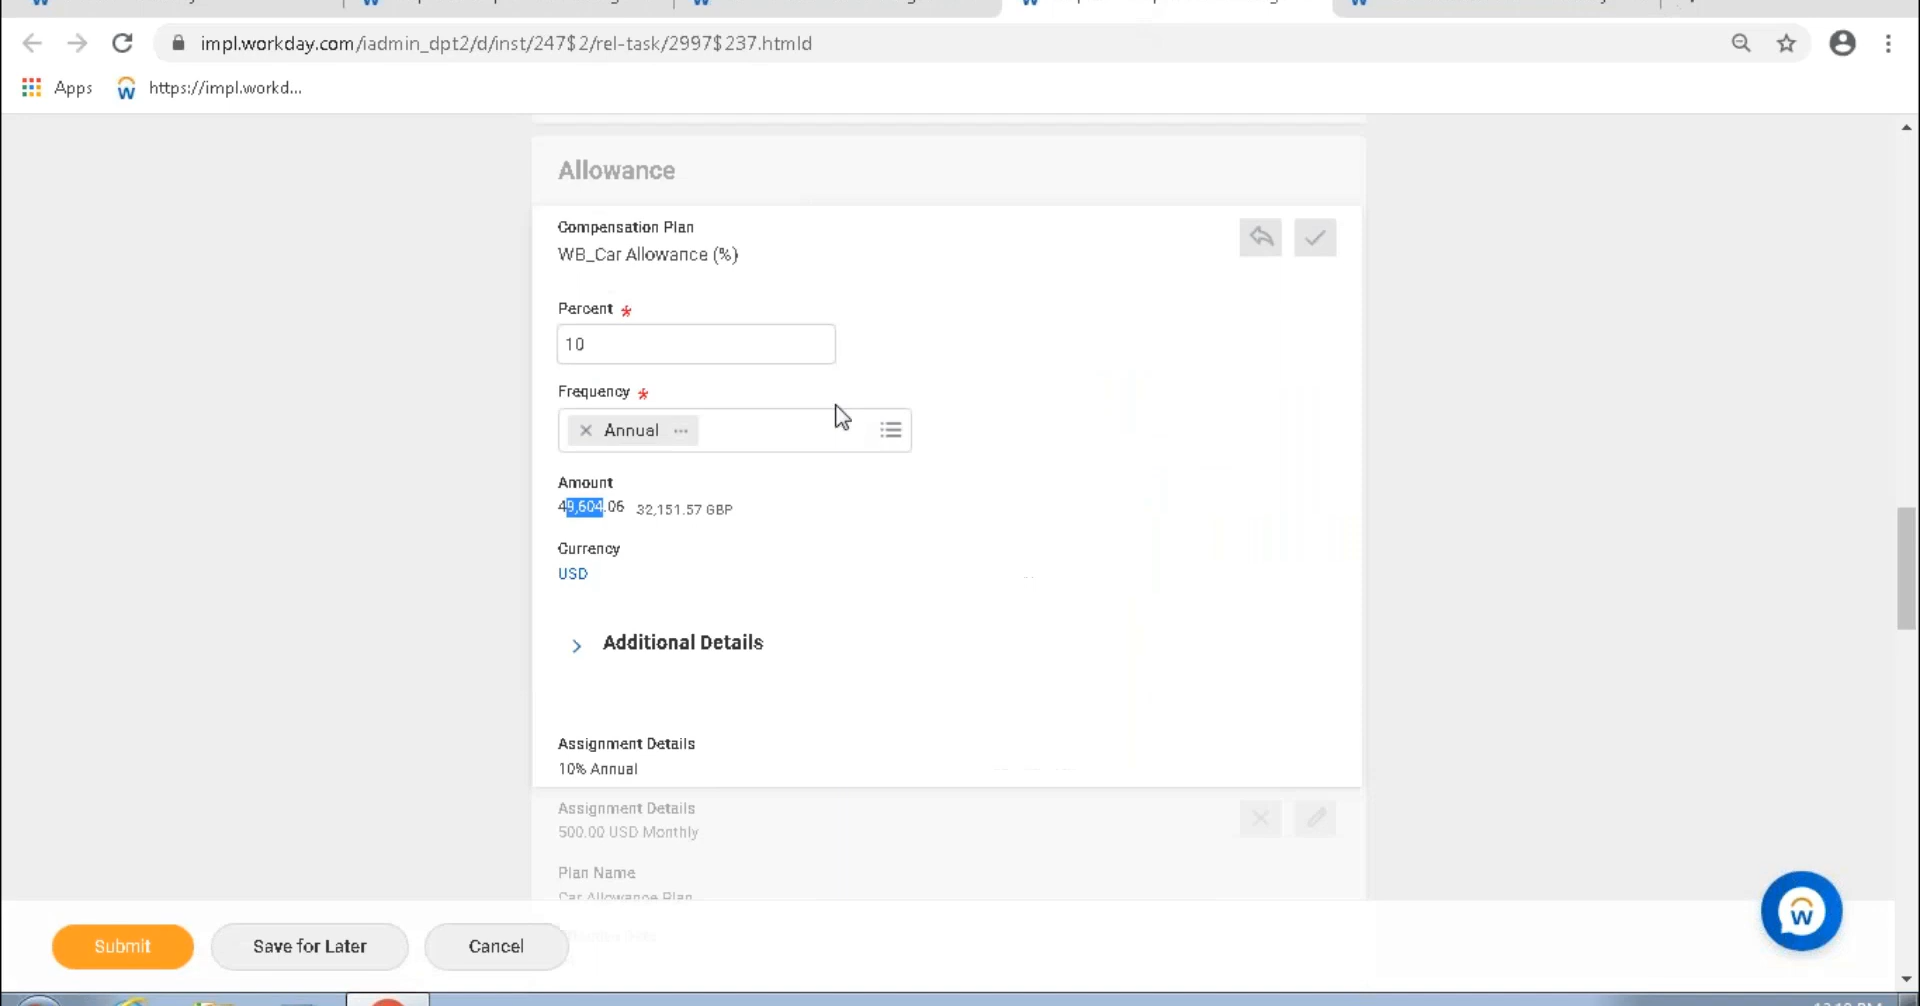 impl.workday.com/iadmin_dpt2/d/inst/247$2/rel-task/2997$237.htmld
Apps
https://impl.workd...
Allowance
Compensation Plan
WB_Car Allowance (%)
Percent *
10
Frequency *
Annual
Amount
49,604.06 32,151.57 GBP
Currency
USD
Additional Details
Assignment Details
10% Annual
Assignment Details
500.00 USD Monthly
Plan Name
Car Allowance Plan
Submit
Save for Later
Cancel